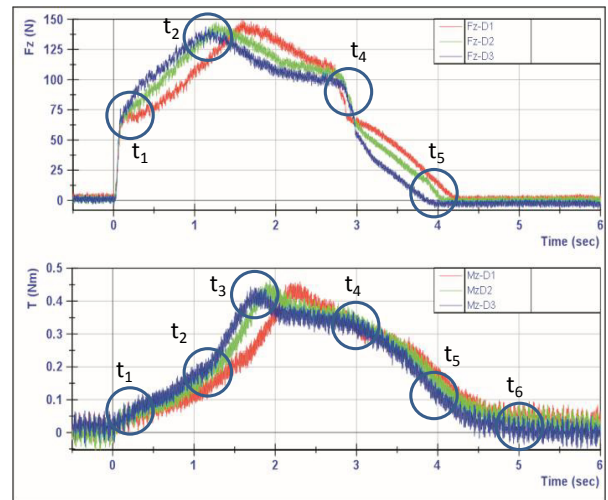 Fz (N)
150
125
100
75
50
25
0
t₁
t₂
t₄
t₅
Fz-D1
Fz-D2
Fz-D3
0 1 2 3 4 5 6
Time (sec)
T (Nm)
0.5
0.4
0.3
0.2
0.1
0
t₁
t₂
t₃
t₄
t₅
t₆
Mz-D1
MzD2
Mz-D3
0 1 2 3 4 5 6
Time (sec)